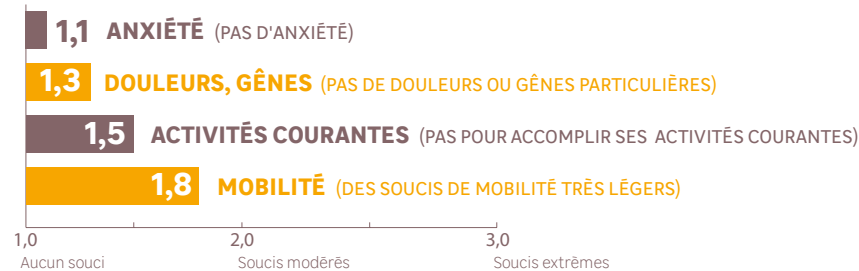 1,1 ANXIÉTÉ (PAS D'ANXIÉTÉ)
1,3 DOULEURS, GÊNES (PAS DE DOULEURS OU GÊNES PARTICULIÈRES)
1,5 ACTIVITÉS COURANTES (PAS POUR ACCOMPLIR SES ACTIVITÉS COURANTES)
1,8 MOBILITÉ (DES SOUCIS DE MOBILITÉ TRÈS LÉGERS)
1,0 2,0 3,0
Aucun souci Soucis modérés Soucis extrêmes